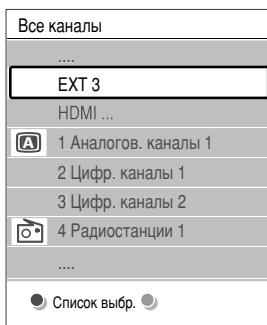 Все каналы
....
EXT 3
HDMI ...
A 1 Аналогов. каналы 1
2 Цифр. каналы 1
3 Цифр. каналы 2
4 Радиостанции 1
....
Список выбр.